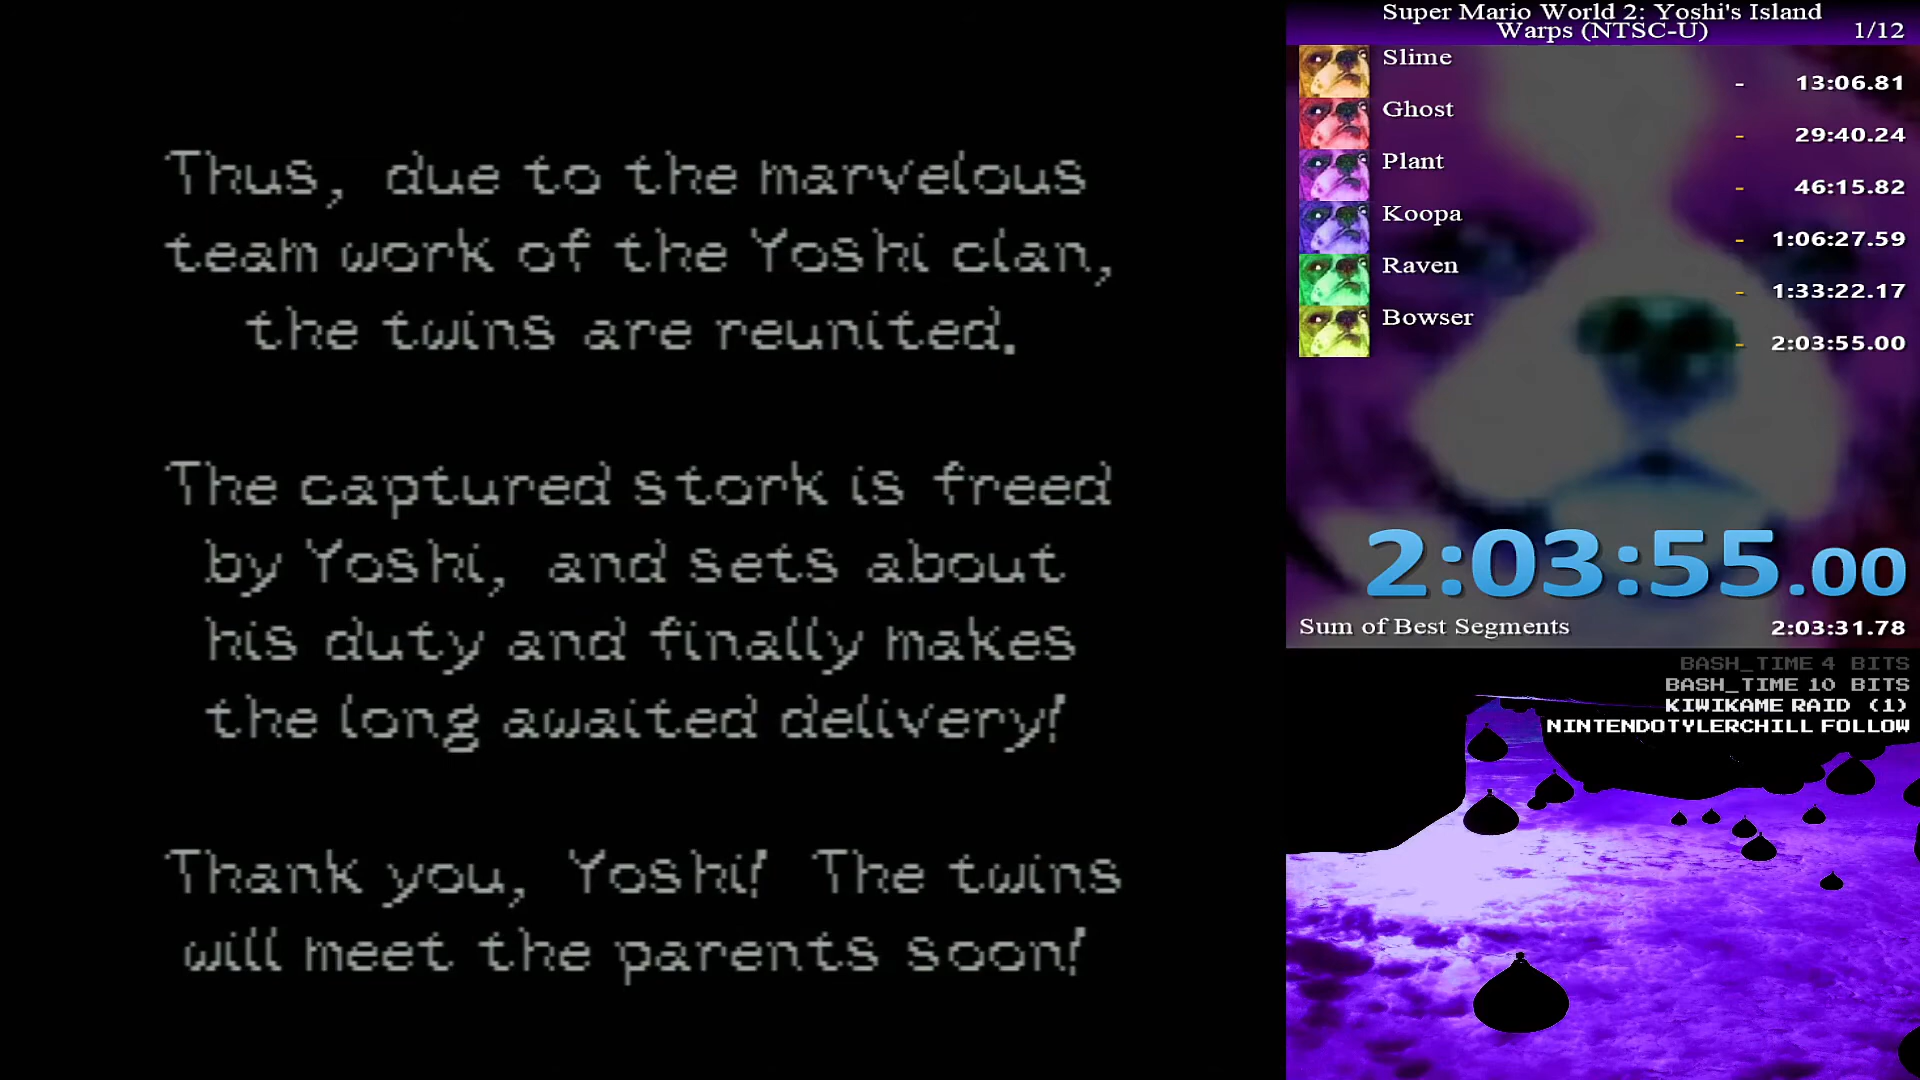 Thus, due to the marvelous
team work of the Yoshi clan,
the twins are reunited.
The captured stork is freed
by Yoshi, and sets about
his duty and finally makes
the long awaited delivery!
Thank you, Yoshi! The twins
will meet the parents soon!
Super Mario World 2: Yoshi's Island
Warps (NTSC-U) 1/12
Slime - 13:06.81
Ghost - 29:40.24
Plant - 46:15.82
Koopa - 1:06:27.59
Raven - 1:33:22.17
Bowser - 2:03:55.00
2:03:55.00
Sum of Best Segments 2:03:31.78
BASH_TIME 4 BITS
BASH_TIME 10 BITS
KIWIKAME RAID (1)
NINTENDOTYLERCHILL FOLLOW